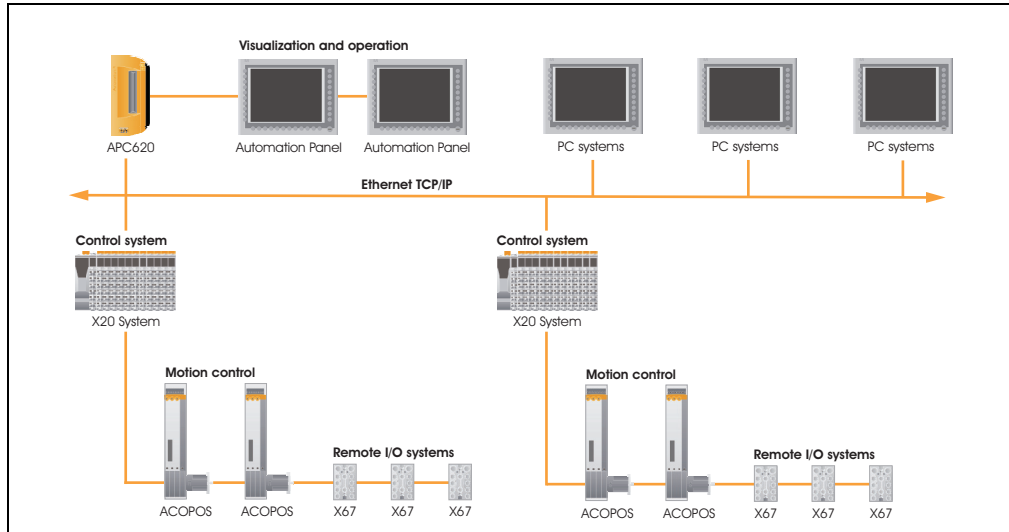 Visualization and operation
APC620
Automation Panel
Automation Panel
PC systems
PC systems
PC systems
Ethernet TCP/IP
Control system
Control system
X20 System
X20 System
Motion control
Motion control
Remote I/O systems
Remote I/O systems
ACOPOS
ACOPOS
X67
X67
X67
ACOPOS
ACOPOS
X67
X67
X67